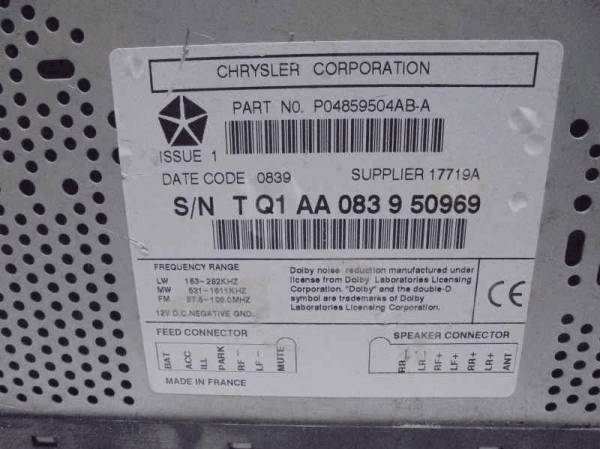 CHRYSLER CORPORATION
PART NO. P04859504AB-A
ISSUE 1
DATE CODE 0839 SUPPLIER 17719A
S/N T Q1 AA 083 9 50969
FREQUENCY RANGE
LW 153-282KHZ
MW 531-1611KHZ
FM 87.5-108.0MHZ
12V D.C.NEGATIVE GND.
Dolby noise reduction manufactured under
license from Dolby Laboratories Licensing
Corporation. "Dolby" and the double-D
symbol are trademarks of Dolby
Laboratories Licensing Corporation.
CE
FEED CONNECTOR
BAT
ACC
ILL
PARK
RF -
LF -
MUTE
SPEAKER CONNECTOR
RR -
LR -
RF+
LF+
RR+
LR+
ANT
MADE IN FRANCE